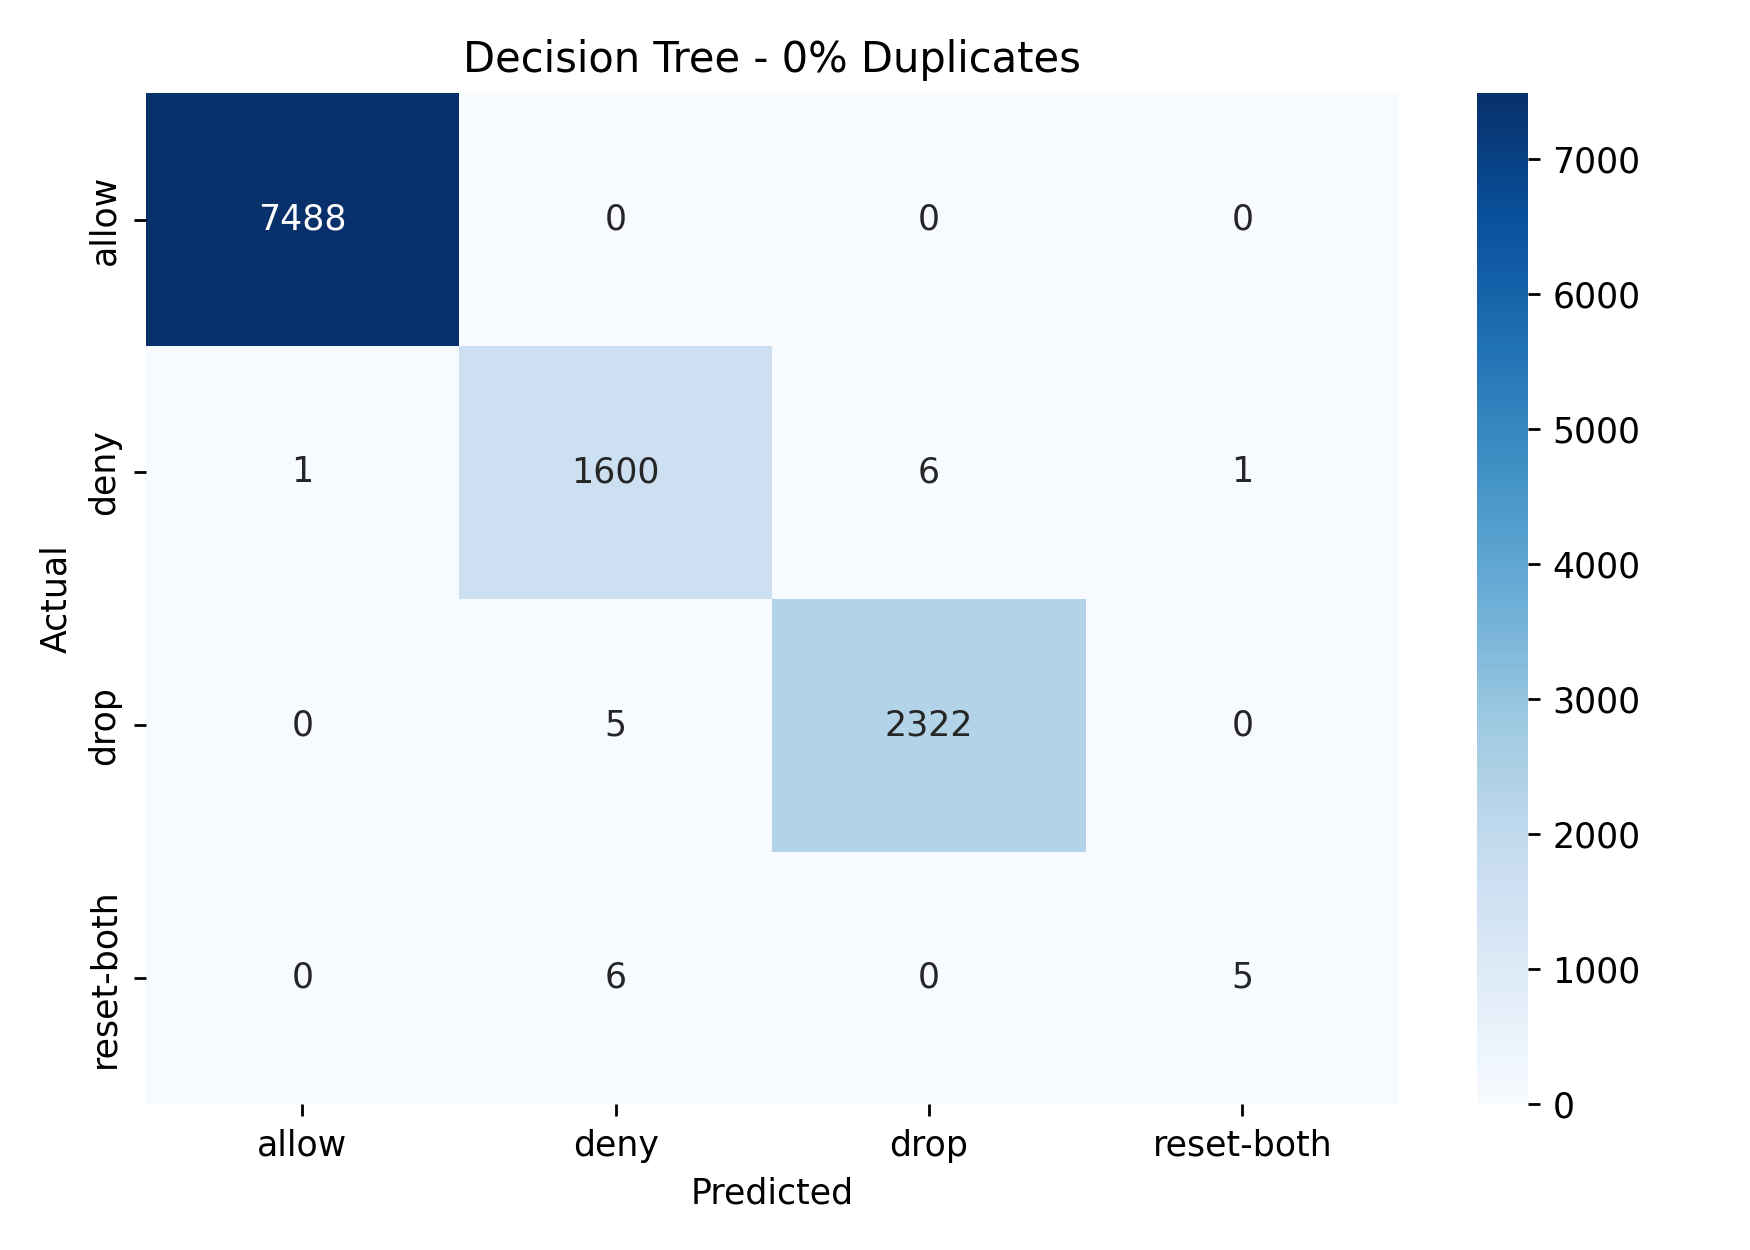 Decision Tree - 0% Duplicates
allow 7488 0 0 0
deny 1 1600 6 1
drop 0 5 2322 0
reset-both 0 6 0 5
allow deny drop reset-both
Predicted
Actual
7000
6000
5000
4000
3000
2000
1000
0